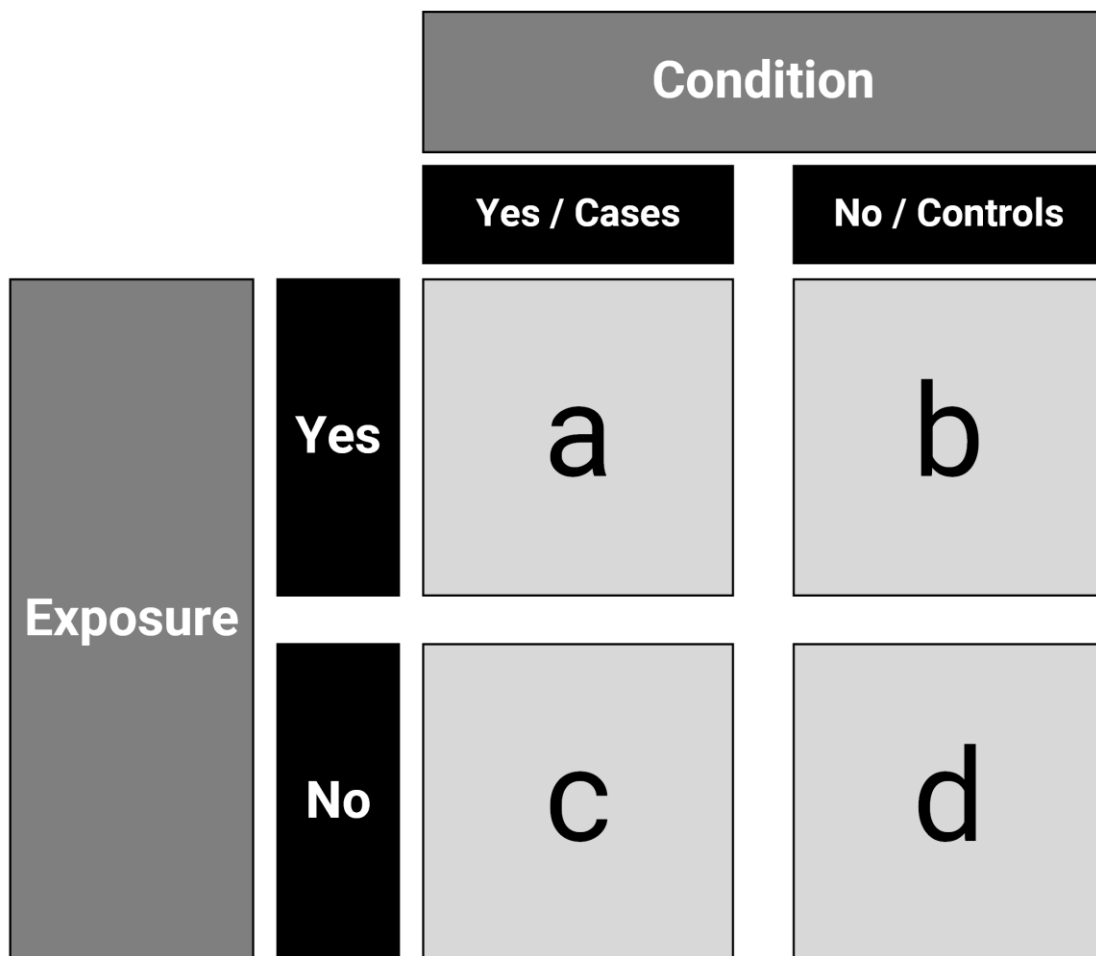 Condition
Yes / Cases
No / Controls
Exposure
Yes
a
b
No
c
d